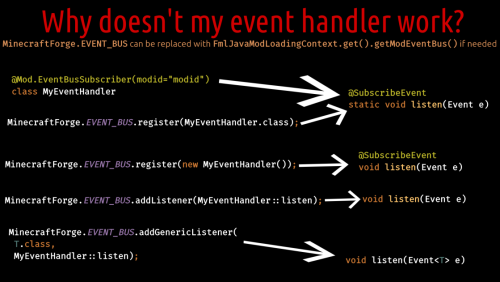 Why doesn't my event handler work?
MinecraftForge.EVENT_BUS can be replaced with FmlJavaModLoadingContext.get().getModEventBus() if needed
@Mod.EventBusSubscriber(modid="modid")
class MyEventHandler
@SubscribeEvent
static void listen(Event e)
MinecraftForge.EVENT_BUS.register(MyEventHandler.class);
MinecraftForge.EVENT_BUS.register(new MyEventHandler());
@SubscribeEvent
void listen(Event e)
MinecraftForge.EVENT_BUS.addListener(MyEventHandler::listen);
void listen(Event e)
MinecraftForge.EVENT_BUS.addGenericListener(
T.class,
MyEventHandler::listen);
void listen(Event<T> e)